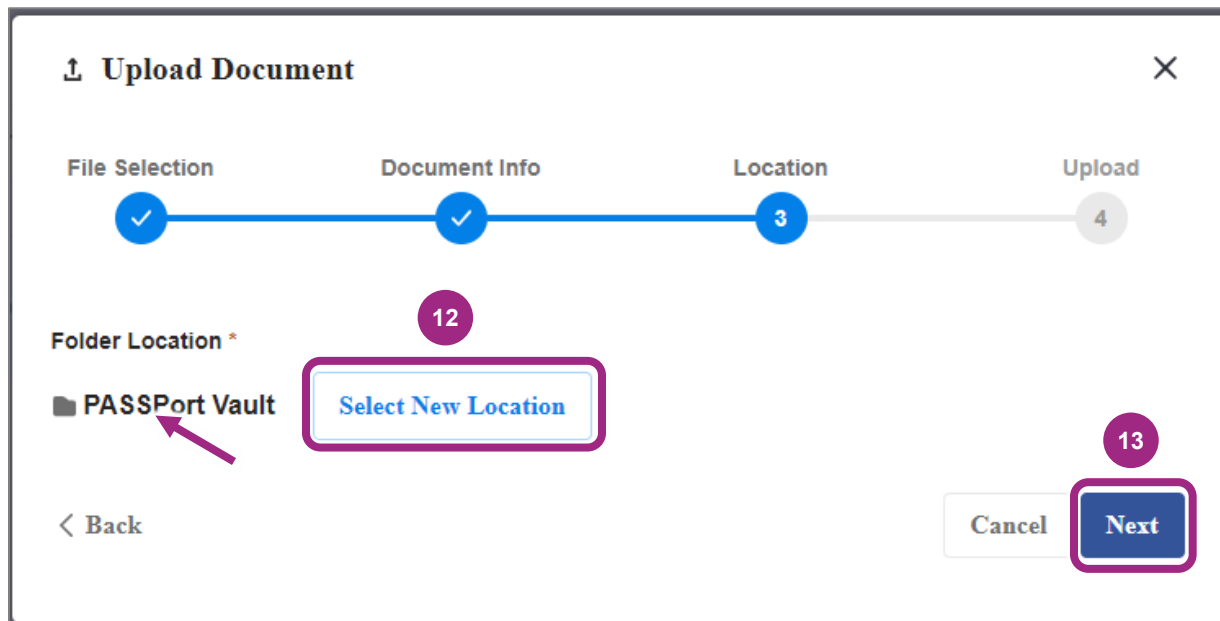 Upload Document
File Selection Document Info Location Upload
3 4
12
Folder Location *
PASSPort Vault Select New Location
13
Back Cancel Next